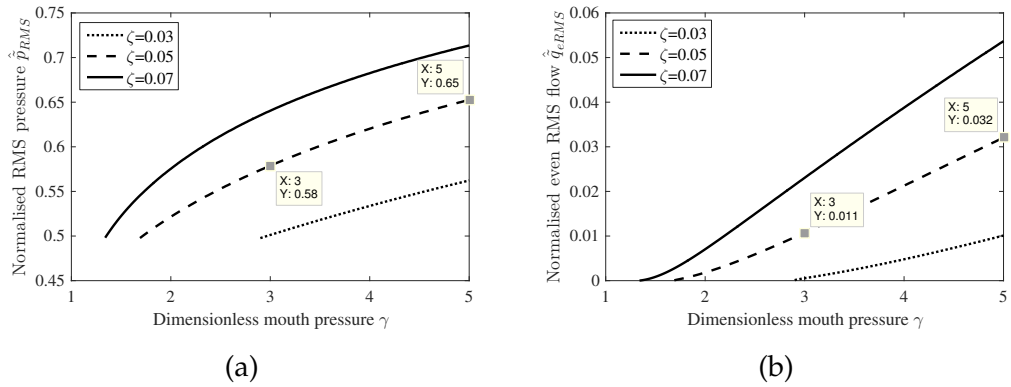 Normalised RMS pressure p̂̃_RMS
0.75
0.7
0.65
0.6
0.55
0.5
0.45
ζ=0.03
ζ=0.05
ζ=0.07
X: 5
Y: 0.65
X: 3
Y: 0.58
1 2 3 4 5
Dimensionless mouth pressure γ
(a)
Normalised even RMS flow q̂̃_eRMS
0.06
0.05
0.04
0.03
0.02
0.01
0
ζ=0.03
ζ=0.05
ζ=0.07
X: 5
Y: 0.032
X: 3
Y: 0.011
1 2 3 4 5
Dimensionless mouth pressure γ
(b)